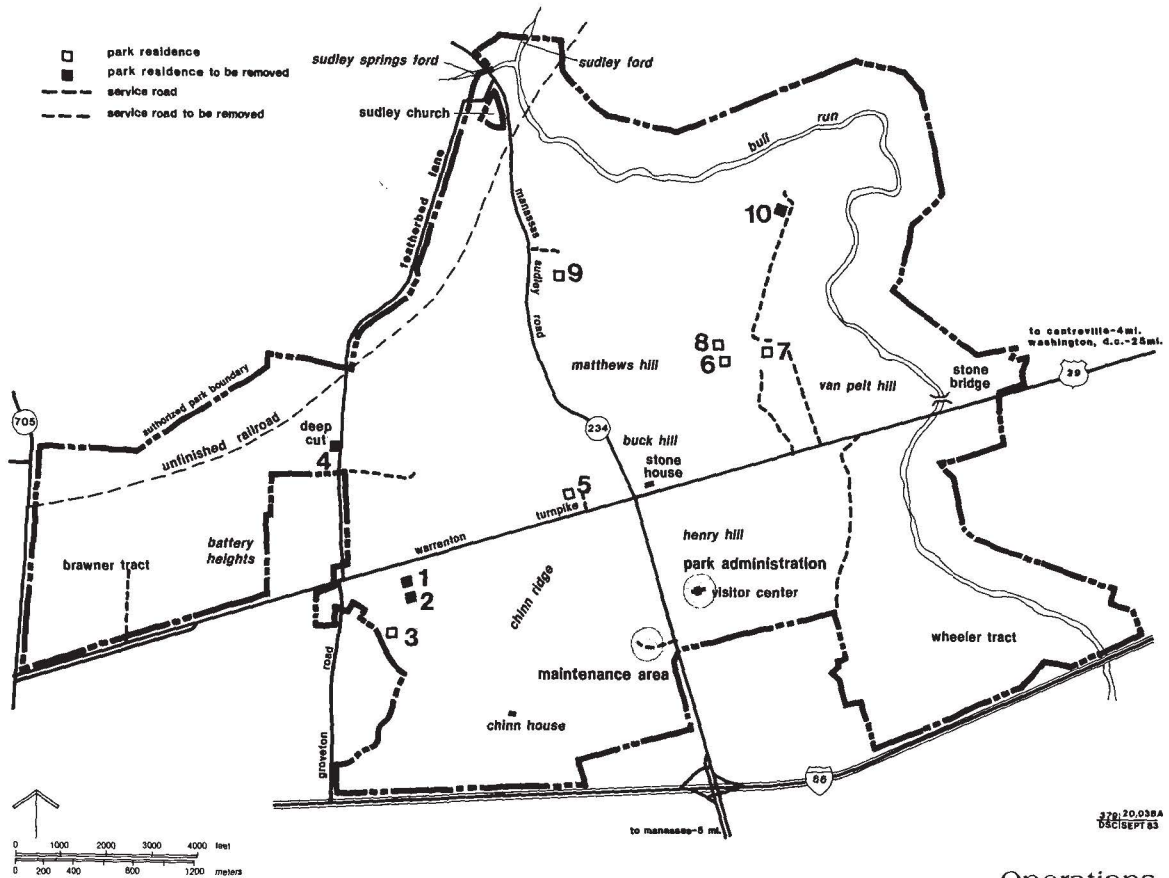 park residence
park residence to be removed
service road
service road to be removed
sudley springs ford
sudley ford
sudley church
bull
run
featherbed lane
manassas
sudley
road
10
9
8
6
7
matthews hill
van pelt hill
stone
bridge
to centreville-4mi.
washington, d.c.-28mi.
29
705
authorized park boundary
unfinished railroad
deep
cut
4
234
buck hill
stone
house
5
turnpike
warrenton
battery
heights
brawner tract
1
2
3
chinn ridge
henry hill
park administration
visitor center
wheeler tract
maintenance area
chinn house
road
groveton
66
to manassas-5 mi.
0 1000 2000 3000 4000 feet
0 200 400 800 1200 meters
379 20,038A
DSC SEPT 83
Operations